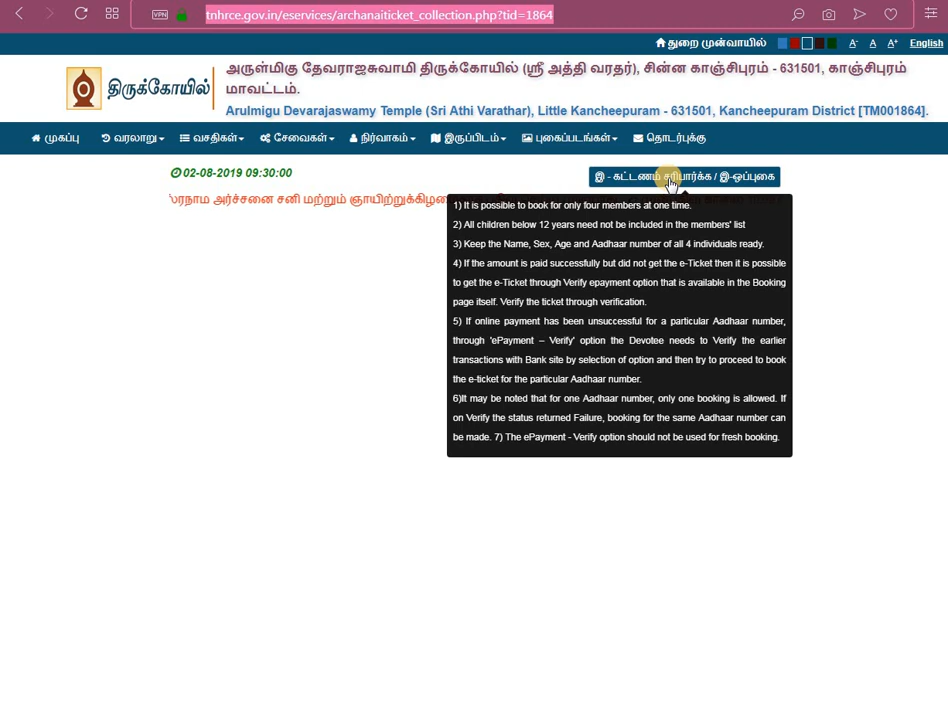 VPN
tnhrce.gov.in/eservices/archanaiticket_collection.php?tid=1864
துறை முன்வாயில் A- A A+ English
திருக்கோயில்
அருள்மிகு தேவராஜசுவாமி திருக்கோயில் (ஸ்ரீ அத்தி வரதர்), சின்ன காஞ்சிபுரம் - 631501, காஞ்சிபுரம்
மாவட்டம்.
Arulmigu Devarajaswamy Temple (Sri Athi Varathar), Little Kancheepuram - 631501, Kancheepuram District [TM001864].
முகப்பு வரலாறு வசதிகள் சேவைகள் நிர்வாகம் இருப்பிடம் புகைப்படங்கள் தொடர்புக்கு
02-08-2019 09:30:00
இ - கட்டணம் சரிபார்க்க / இ-ஒப்புகை
அர்ச்சனை சனி மற்றும்
1) It is possible to book for only four members at one time.
2) All children below 12 years need not be included in the members' list
3) Keep the Name, Sex, Age and Aadhaar number of all 4 individuals ready.
4) If the amount is paid successfully but did not get the e-Ticket then it is possible
to get the e-Ticket through Verify epayment option that is available in the Booking
page itself. Verify the ticket through verification.
5) If online payment has been unsuccessful for a particular Aadhaar number,
through 'ePayment – Verify' option the Devotee needs to Verify the earlier
transactions with Bank site by selection of option and then try to proceed to book
the e-ticket for the particular Aadhaar number.
6)It may be noted that for one Aadhaar number, only one booking is allowed. If
on Verify the status returned Failure, booking for the same Aadhaar number can
be made. 7) The ePayment - Verify option should not be used for fresh booking.